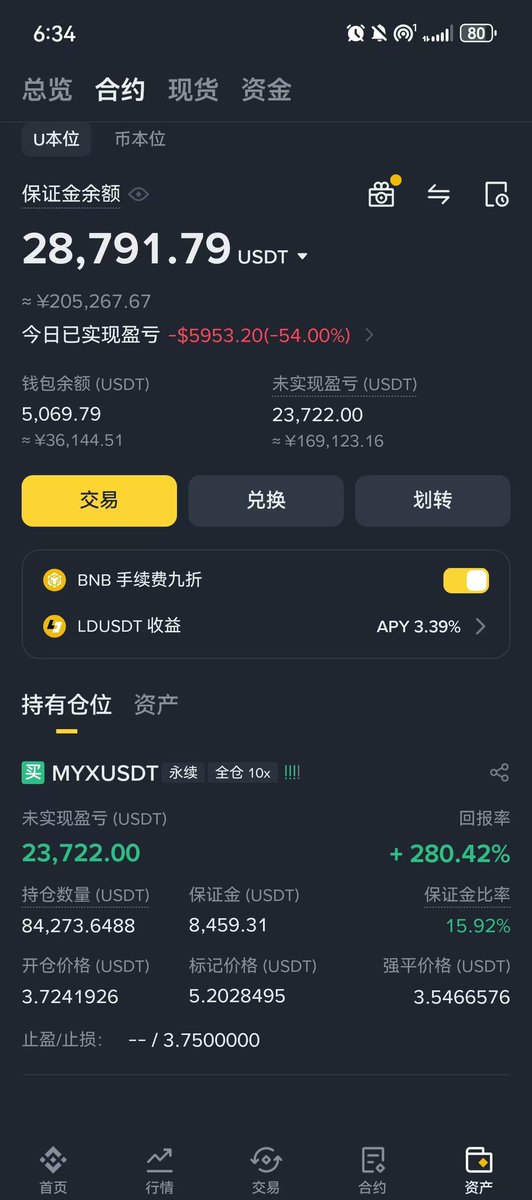 6:34
80
总览 合约 现货 资金
U本位 币本位
保证金余额
28,791.79 USDT
≈ ¥205,267.67
今日已实现盈亏 -$5953.20(-54.00%)
钱包余额 (USDT) 未实现盈亏 (USDT)
5,069.79 23,722.00
≈ ¥36,144.51 ≈ ¥169,123.16
交易 兑换 划转
BNB 手续费九折
LDUSDT 收益 APY 3.39%
持有仓位 资产
买 MYXUSDT 永续 全仓 10x !!!!
未实现盈亏 (USDT) 回报率
23,722.00 + 280.42%
持仓数量 (USDT) 保证金 (USDT) 保证金比率
84,273.6488 8,459.31 15.92%
开仓价格 (USDT) 标记价格 (USDT) 强平价格 (USDT)
3.7241926 5.2028495 3.5466576
止盈/止损： -- / 3.7500000
首页 行情 交易 合约 资产